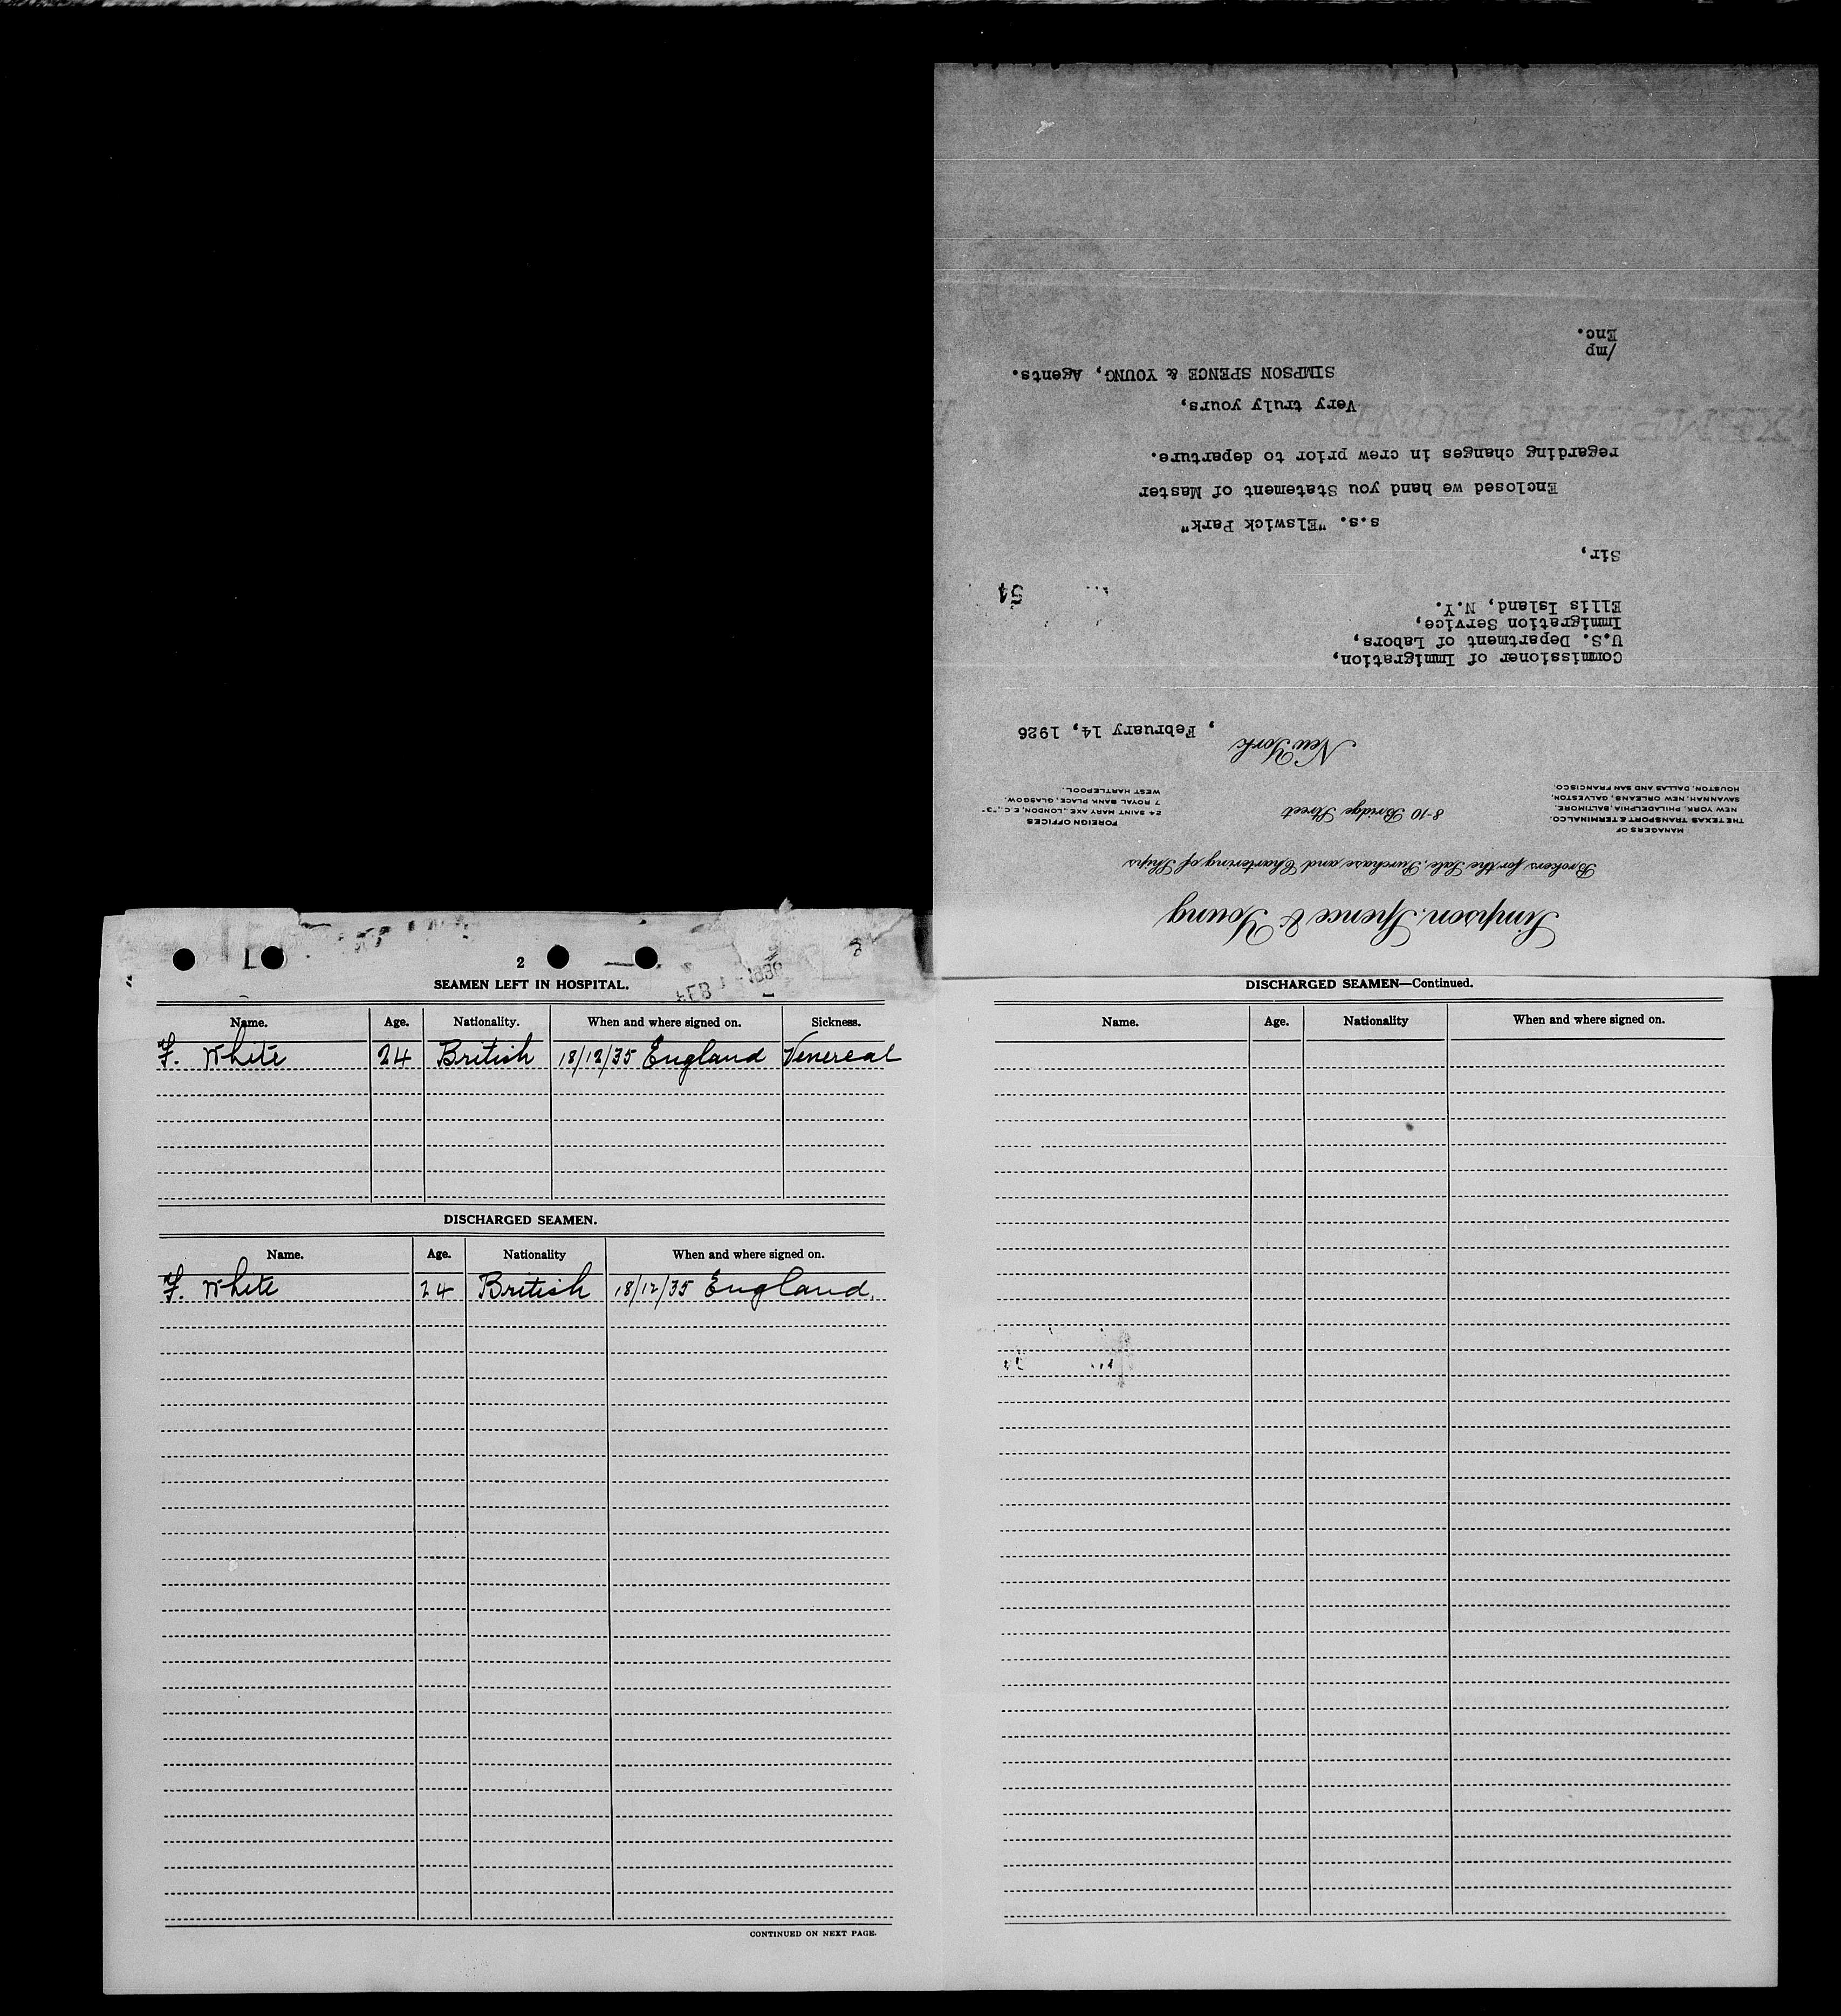 Simpson, Spence & Young
Brokers for the Sale, Purchase and Chartering of Ships
MANAGERS OF
THE TEXAS TRANSPORT & TERMINAL CO.
NEW YORK, PHILADELPHIA, BALTIMORE,
SAVANNAH, NEW ORLEANS, GALVESTON,
HOUSTON, DALLAS AND SAN FRANCISCO.
8-10 Bridge Street
FOREIGN OFFICES
24 SAINT MARY AXE, LONDON, E.C., "3"
7 ROYAL BANK PLACE, GLASGOW.
WEST HARTLEPOOL.
New York
, February 14, 1926
Commissioner of Immigration,
U.S. Department of Labors,
Immigration Service,
Ellis Island, N.Y.
54
Sir,
s.s. "Elswick Park"
Enclosed we hand you Statement of Master
regarding changes in crew prior to departure.
Very truly yours,
SIMPSON SPENCE & YOUNG, Agents.
/mp
Enc.
2
SEAMEN LEFT IN HOSPITAL.
Name. Age. Nationality. When and where signed on. Sickness.
F. White 24 British 18/12/35 England Venereal
DISCHARGED SEAMEN.
Name. Age. Nationality When and where signed on.
F. White 24 British 18/12/35 England.
CONTINUED ON NEXT PAGE.
DISCHARGED SEAMEN—Continued.
Name. Age. Nationality When and where signed on.